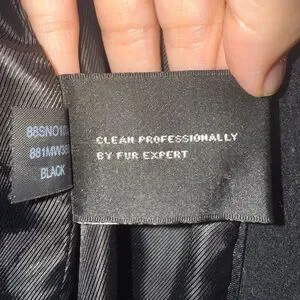 BLACK
CLEAN PROFESSIONALLY
BY FUR EXPERT